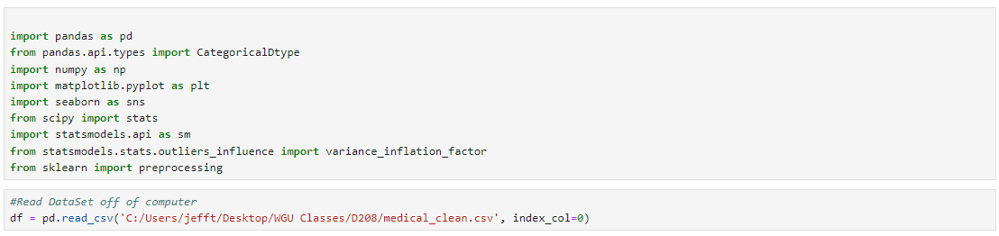 import pandas as pd
from pandas.api.types import CategoricalDtype
import numpy as np
import matplotlib.pyplot as plt
import seaborn as sns
from scipy import stats
import statsmodels.api as sm
from statsmodels.stats.outliers_influence import variance_inflation_factor
from sklearn import preprocessing
#Read DataSet off of computer
df = pd.read_csv('C:/Users/jefft/Desktop/WGU Classes/D208/medical_clean.csv', index_col=0)